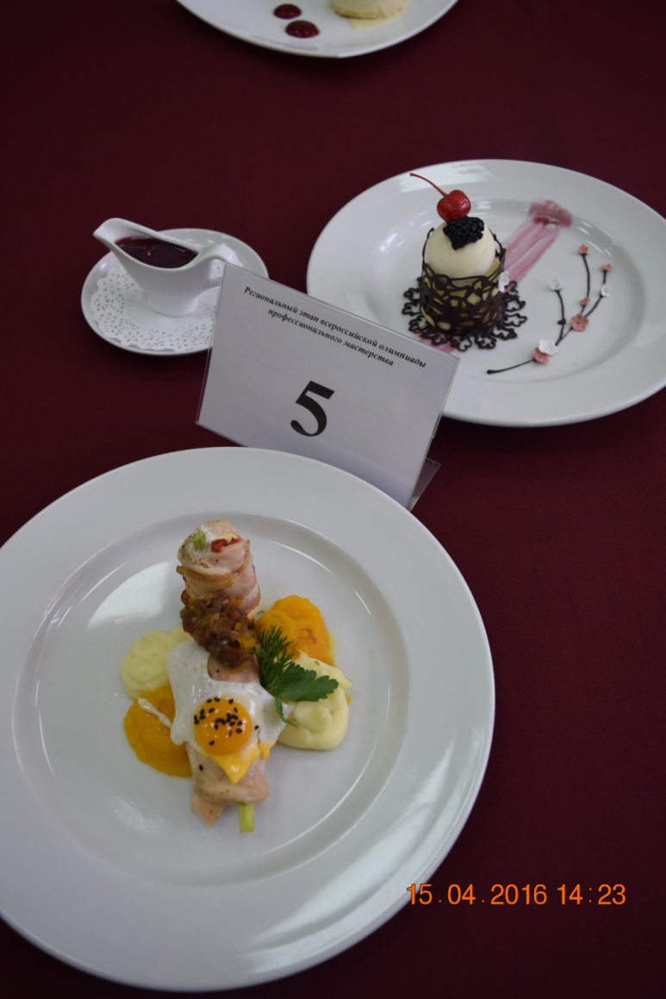 Региональный этап всероссийской олимпиады
профессионального мастерства
5
15.04.2016 14:23